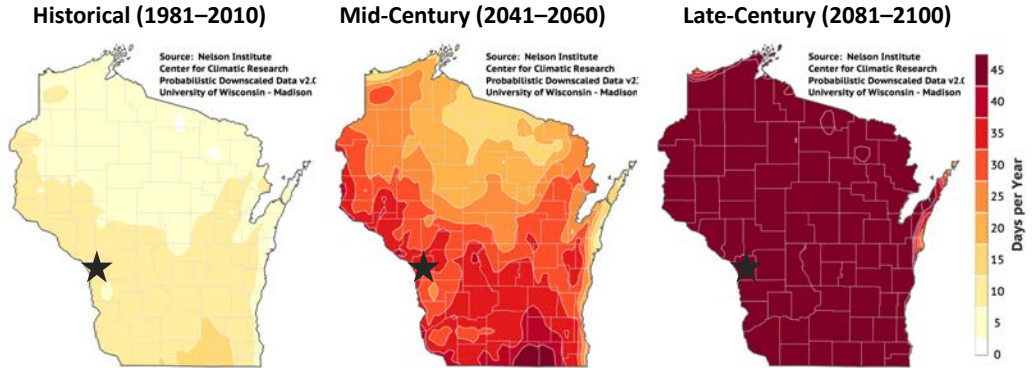 Historical (1981–2010)
Source: Nelson Institute
Center for Climatic Research
Probabilistic Downscaled Data v2.(
University of Wisconsin - Madison
Mid-Century (2041–2060)
Source: Nelson Institute
Center for Climatic Research
Probabilistic Downscaled Data v2.
University of Wisconsin - Madison
Late-Century (2081–2100)
Source: Nelson Institute
Center for Climatic Research
Probabilistic Downscaled Data v2.(
University of Wisconsin - Madison
45
40
35
30
25
20
15
10
5
0
Days per Year